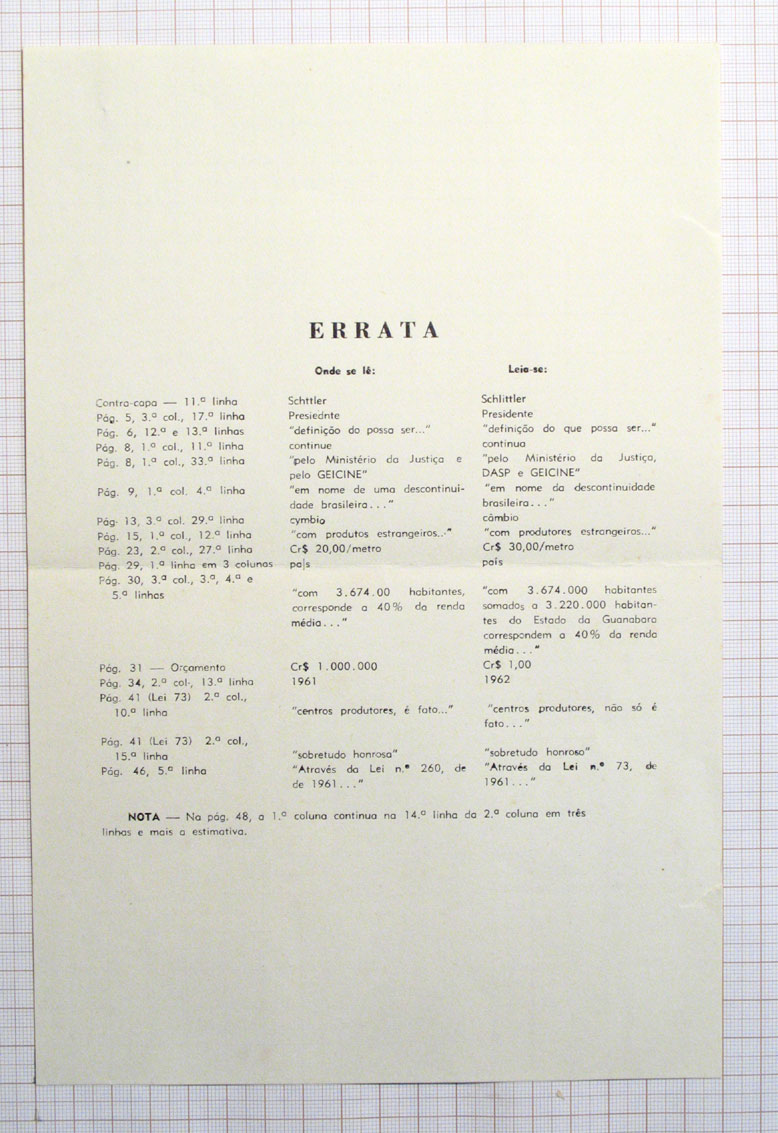 ERRATA
Onde se lê: Leia-se:
Contra-capa — 11.ª linha Schttler Schlittler
Pág. 5, 3.ª col., 17.ª linha Presiednte Presidente
Pág. 6, 12.ª e 13.ª linhas "definição do possa ser..." "definição do que possa ser..."
Pág. 8, 1.ª col., 11.ª linha continue continua
Pág. 8, 1.ª col., 33.ª linha "pelo Ministério da Justiça e "pelo Ministério da Justiça,
pelo GEICINE" DASP e GEICINE"
Pág. 9, 1.ª col. 4.ª linha "em nome de uma descontinui- "em nome da descontinuidade
dade brasileira..." brasileira..."
Pág. 13, 3.ª col. 29.ª linha cymbio câmbio
Pág. 15, 1.ª col., 12.ª linha "com produtos estrangeiros..." "com produtores estrangeiros..."
Pág. 23, 2.ª col., 27.ª linha Cr$ 20,00/metro Cr$ 30,00/metro
Pág. 29, 1.ª linha em 3 colunas pals país
Pág. 30, 3.ª col., 3.ª, 4.ª e
5.ª linhas "com 3.674.00 habitantes, "com 3.674.000 habitantes
corresponde a 40% da renda somados a 3.220.000 habitan-
média..." tes do Estado da Guanabara
correspondem a 40% da renda
média..."
Pág. 31 — Orçamento Cr$ 1.000.000 Cr$ 1,00
Pág. 34, 2.ª col., 13.ª linha 1961 1962
Pág. 41 (Lei 73) 2.ª col.,
10.ª linha "centros produtores, é fato..." "centros produtores, não só é
fato..."
Pág. 41 (Lei 73) 2.ª col.,
15.ª linha "sobretudo honrosa" "sobretudo honroso"
Pág. 46, 5.ª linha "Através da Lei n.º 260, de "Através da Lei n.º 73, de
de 1961..." 1961..."
NOTA — Na pág. 48, a 1.ª coluna continua na 14.ª linha da 2.ª coluna em três
linhas e mais a estimativa.